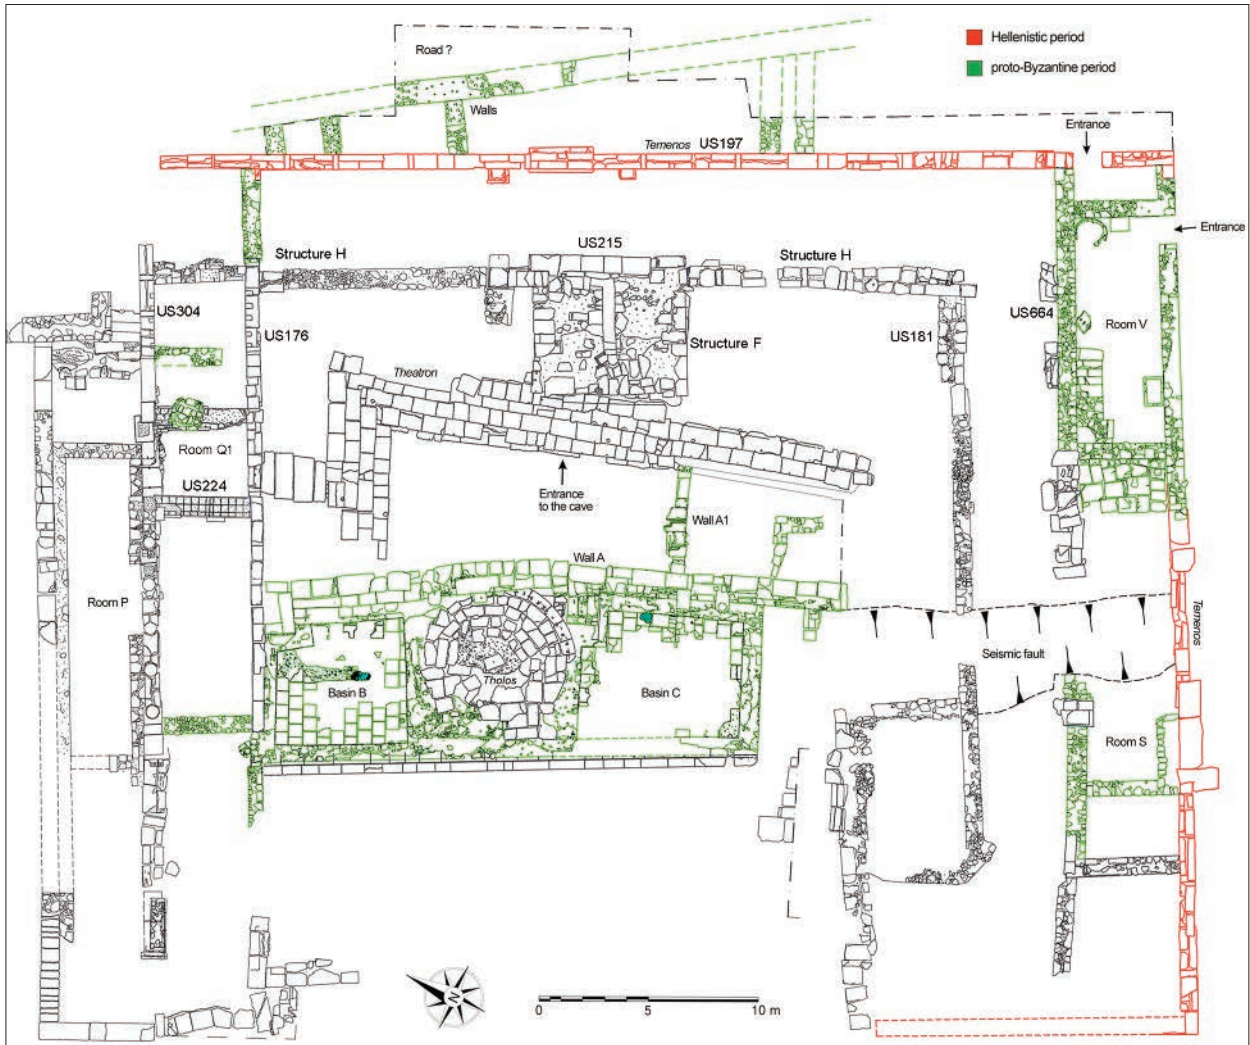 Hellenistic period
Road ?
proto-Byzantine period
Walls
Entrance
Temenos US197
Entrance
US215
Structure H
Structure H
US304
US664
Room V
US176
US181
Structure F
Theatron
Room Q1
US224
Entrance
to the cave
Wall A1
Wall A
Room P
Temenos
Seismic fault
Tholos
Basin B
Basin C
Room S
N
0
5
10 m